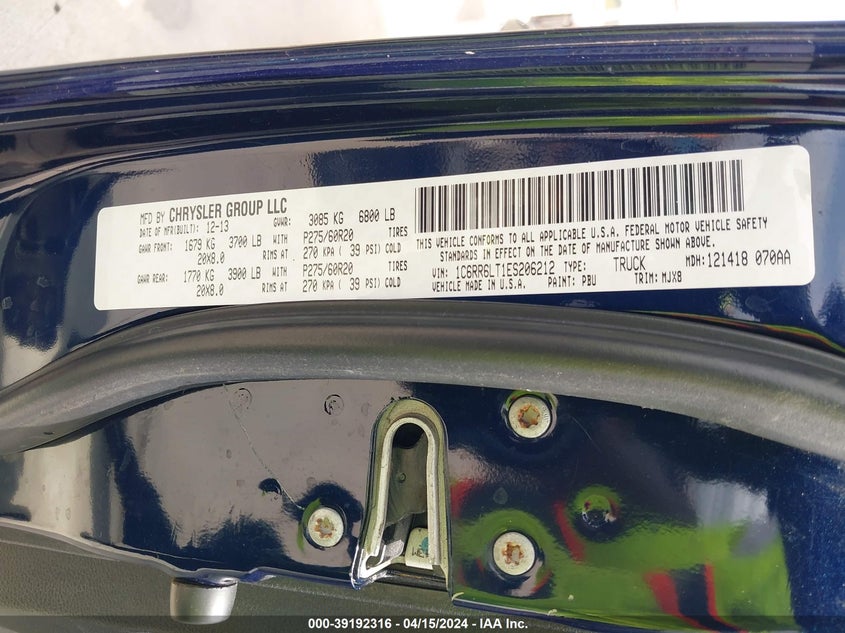 MFD BY CHRYSLER GROUP LLC
DATE OF MFR(BUILT): 12-13 GVWR: 3085 KG 6800 LB
GAWR FRONT: 1679 KG 3700 LB WITH P275/60R20 TIRES
20X8.0 RIMS AT 270 KPA ( 39 PSI) COLD
GAWR REAR: 1770 KG 3900 LB WITH P275/60R20 TIRES
20X8.0 RIMS AT 270 KPA ( 39 PSI) COLD
THIS VEHICLE CONFORMS TO ALL APPLICABLE U.S.A. FEDERAL MOTOR VEHICLE SAFETY
STANDARDS IN EFFECT ON THE DATE OF MANUFACTURE SHOWN ABOVE.
VIN: 1C6RR6LT1ES206212 TYPE: TRUCK MDH: 121418 070AA
VEHICLE MADE IN U.S.A. PAINT: PBU TRIM: MJX8
000-39192316 - 04/15/2024 - IAA Inc.